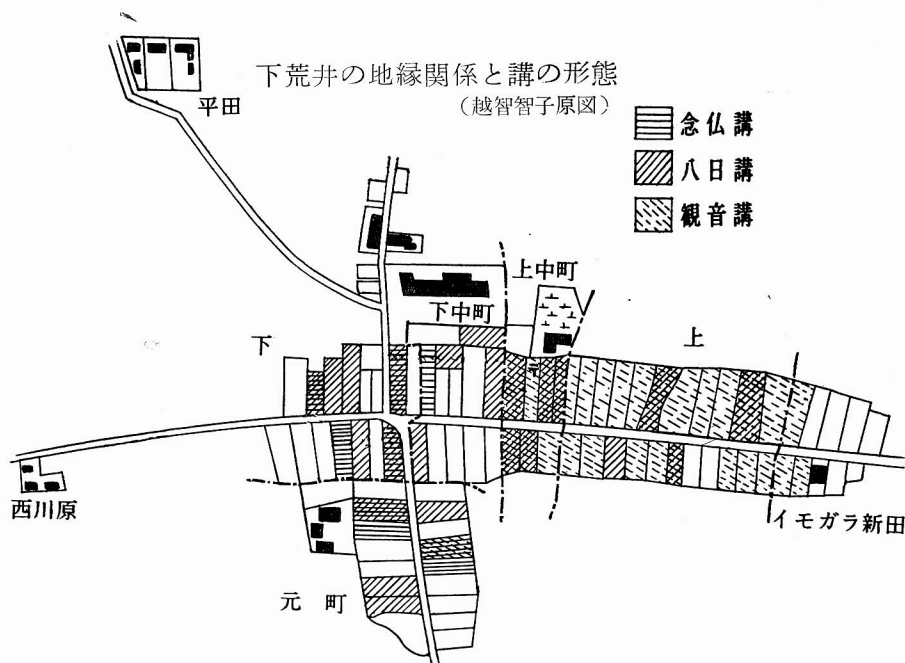 下荒井の地縁関係と講の形態
(越智智子原図)
平田
念仏講
八日講
観音講
上中町
下中町
下
上
西川原
イモガラ新田
元町